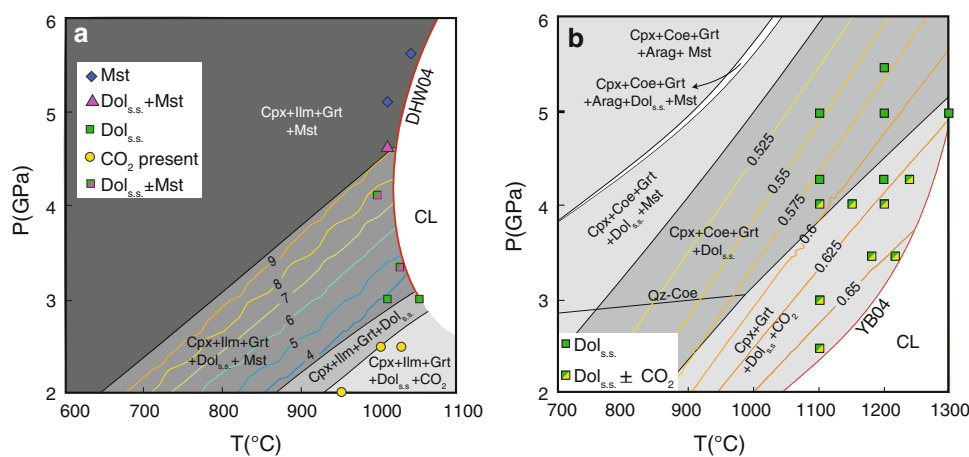 a
6
5
4
3
2
P(GPa)
Mst
Dols.s.+Mst
Dols.s.
CO2 present
Dols.s.±Mst
Cpx+Ilm+Grt
+Mst
DHW04
CL
9
8
7
6
5
4
Cpx+Ilm+Grt
+Dols.s.+ Mst
Cpx+Ilm+Grt+Dols.s.
Cpx+Ilm+Grt
+Dols.s.+CO2
600 700 800 900 1000 1100
T(°C)
b
6
5
4
3
2
P(GPa)
Cpx+Coe+Grt
+Arag+ Mst
Cpx+Coe+Grt
+Arag+Dols.s.+Mst
Cpx+Coe+Grt
+Dols.s.+Mst
Cpx+Coe+Grt
+Dols.s.
0.525
0.55
0.575
0.6
0.625
0.65
Qz-Coe
Cpx+Grt
+Dols.s+CO2
YB04
CL
Dols.s.
Dols.s. ± CO2
700 800 900 1000 1100 1200 1300
T(°C)